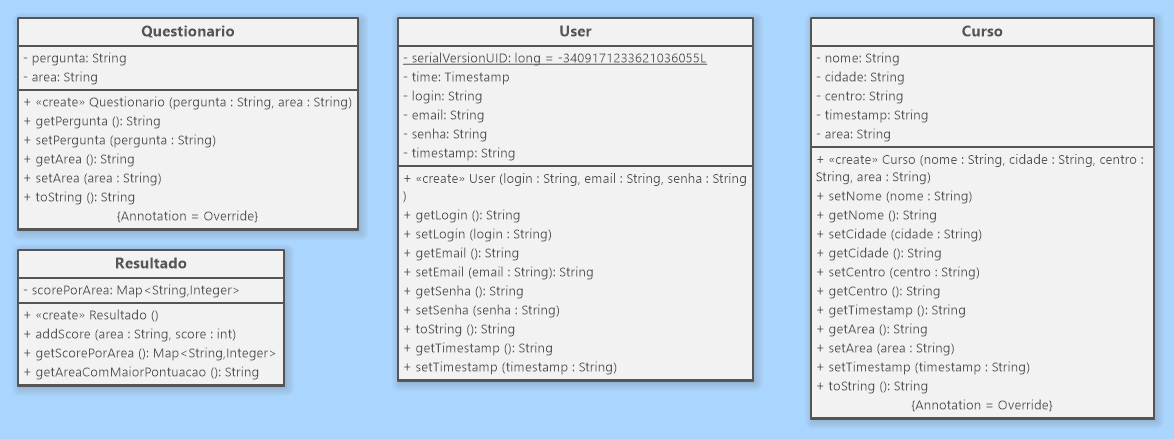 Questionario
- pergunta: String
- area: String
+ «create» Questionario (pergunta : String, area : String)
+ getPergunta (): String
+ setPergunta (pergunta : String)
+ getArea (): String
+ setArea (area : String)
+ toString (): String
{Annotation = Override}
Resultado
- scorePorArea: Map<String,Integer>
+ «create» Resultado ()
+ addScore (area : String, score : int)
+ getScorePorArea (): Map<String,Integer>
+ getAreaComMaiorPontuacao (): String
User
- serialVersionUID: long = -3409171233621036055L
- time: Timestamp
- login: String
- email: String
- senha: String
- timestamp: String
+ «create» User (login : String, email : String, senha : String
)
+ getLogin (): String
+ setLogin (login : String)
+ getEmail (): String
+ setEmail (email : String): String
+ getSenha (): String
+ setSenha (senha : String)
+ toString (): String
+ getTimestamp (): String
+ setTimestamp (timestamp : String)
Curso
- nome: String
- cidade: String
- centro: String
- timestamp: String
- area: String
+ «create» Curso (nome : String, cidade : String, centro :
String, area : String)
+ setNome (nome : String)
+ getNome (): String
+ setCidade (cidade : String)
+ getCidade (): String
+ setCentro (centro : String)
+ getCentro (): String
+ getTimestamp (): String
+ getArea (): String
+ setArea (area : String)
+ setTimestamp (timestamp : String)
+ toString (): String
{Annotation = Override}